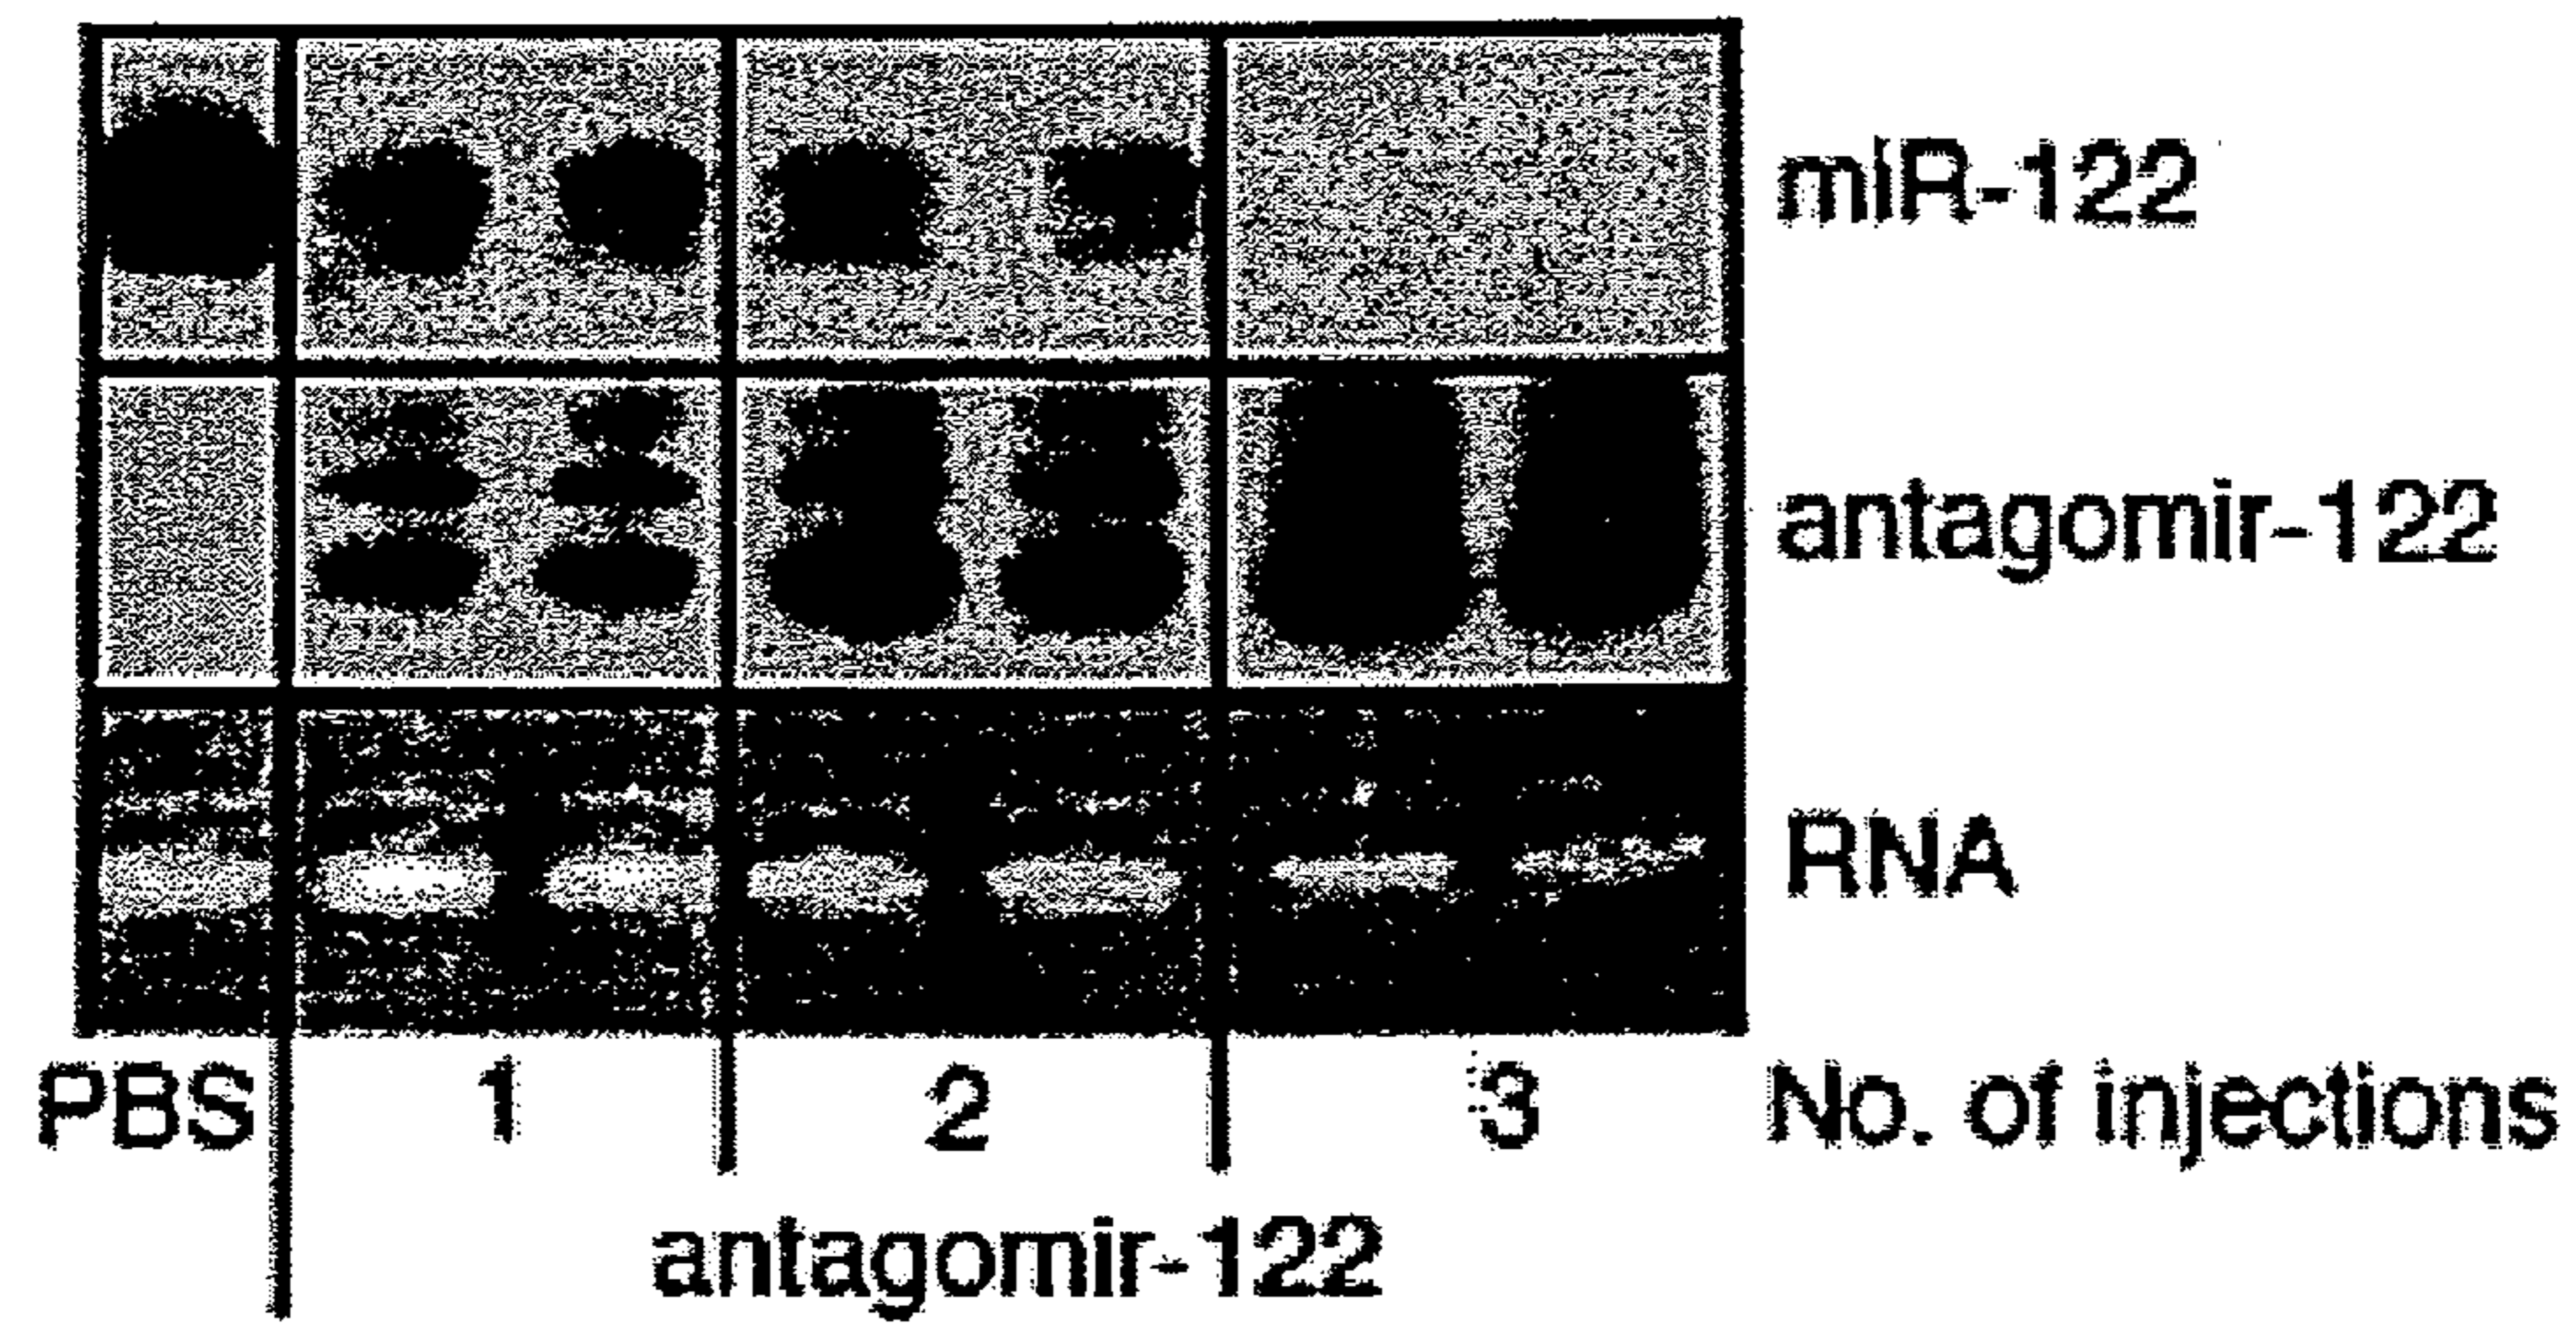 miR-122
antagomir-122
RNA
PBS 1 2 3 No. of injections
antagomir-122